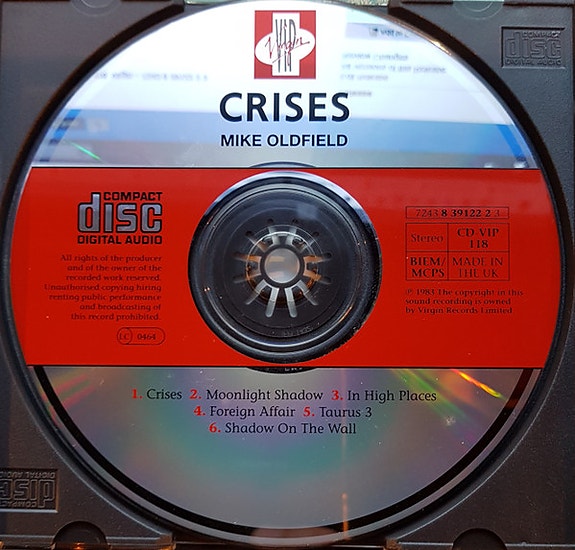 VIP
Virgin
CRISES
MIKE OLDFIELD
COMPACT
disc
DIGITAL AUDIO
All rights of the producer
and of the owner of the
recorded work reserved.
Unauthorised copying hiring
renting public performance
and broadcasting of
this record prohibited.
LC 0464
7243 8 39122 2 3
Stereo CD-VIP
118
BIEM/ MADE IN
MCPS THE UK
℗ 1983 The copyright in this
sound recording is owned
by Virgin Records Limited
1. Crises 2. Moonlight Shadow 3. In High Places
4. Foreign Affair 5. Taurus 3
6. Shadow On The Wall
disc
DIGITAL AUDIO
COMPACT
disc
DIGITAL AUDIO